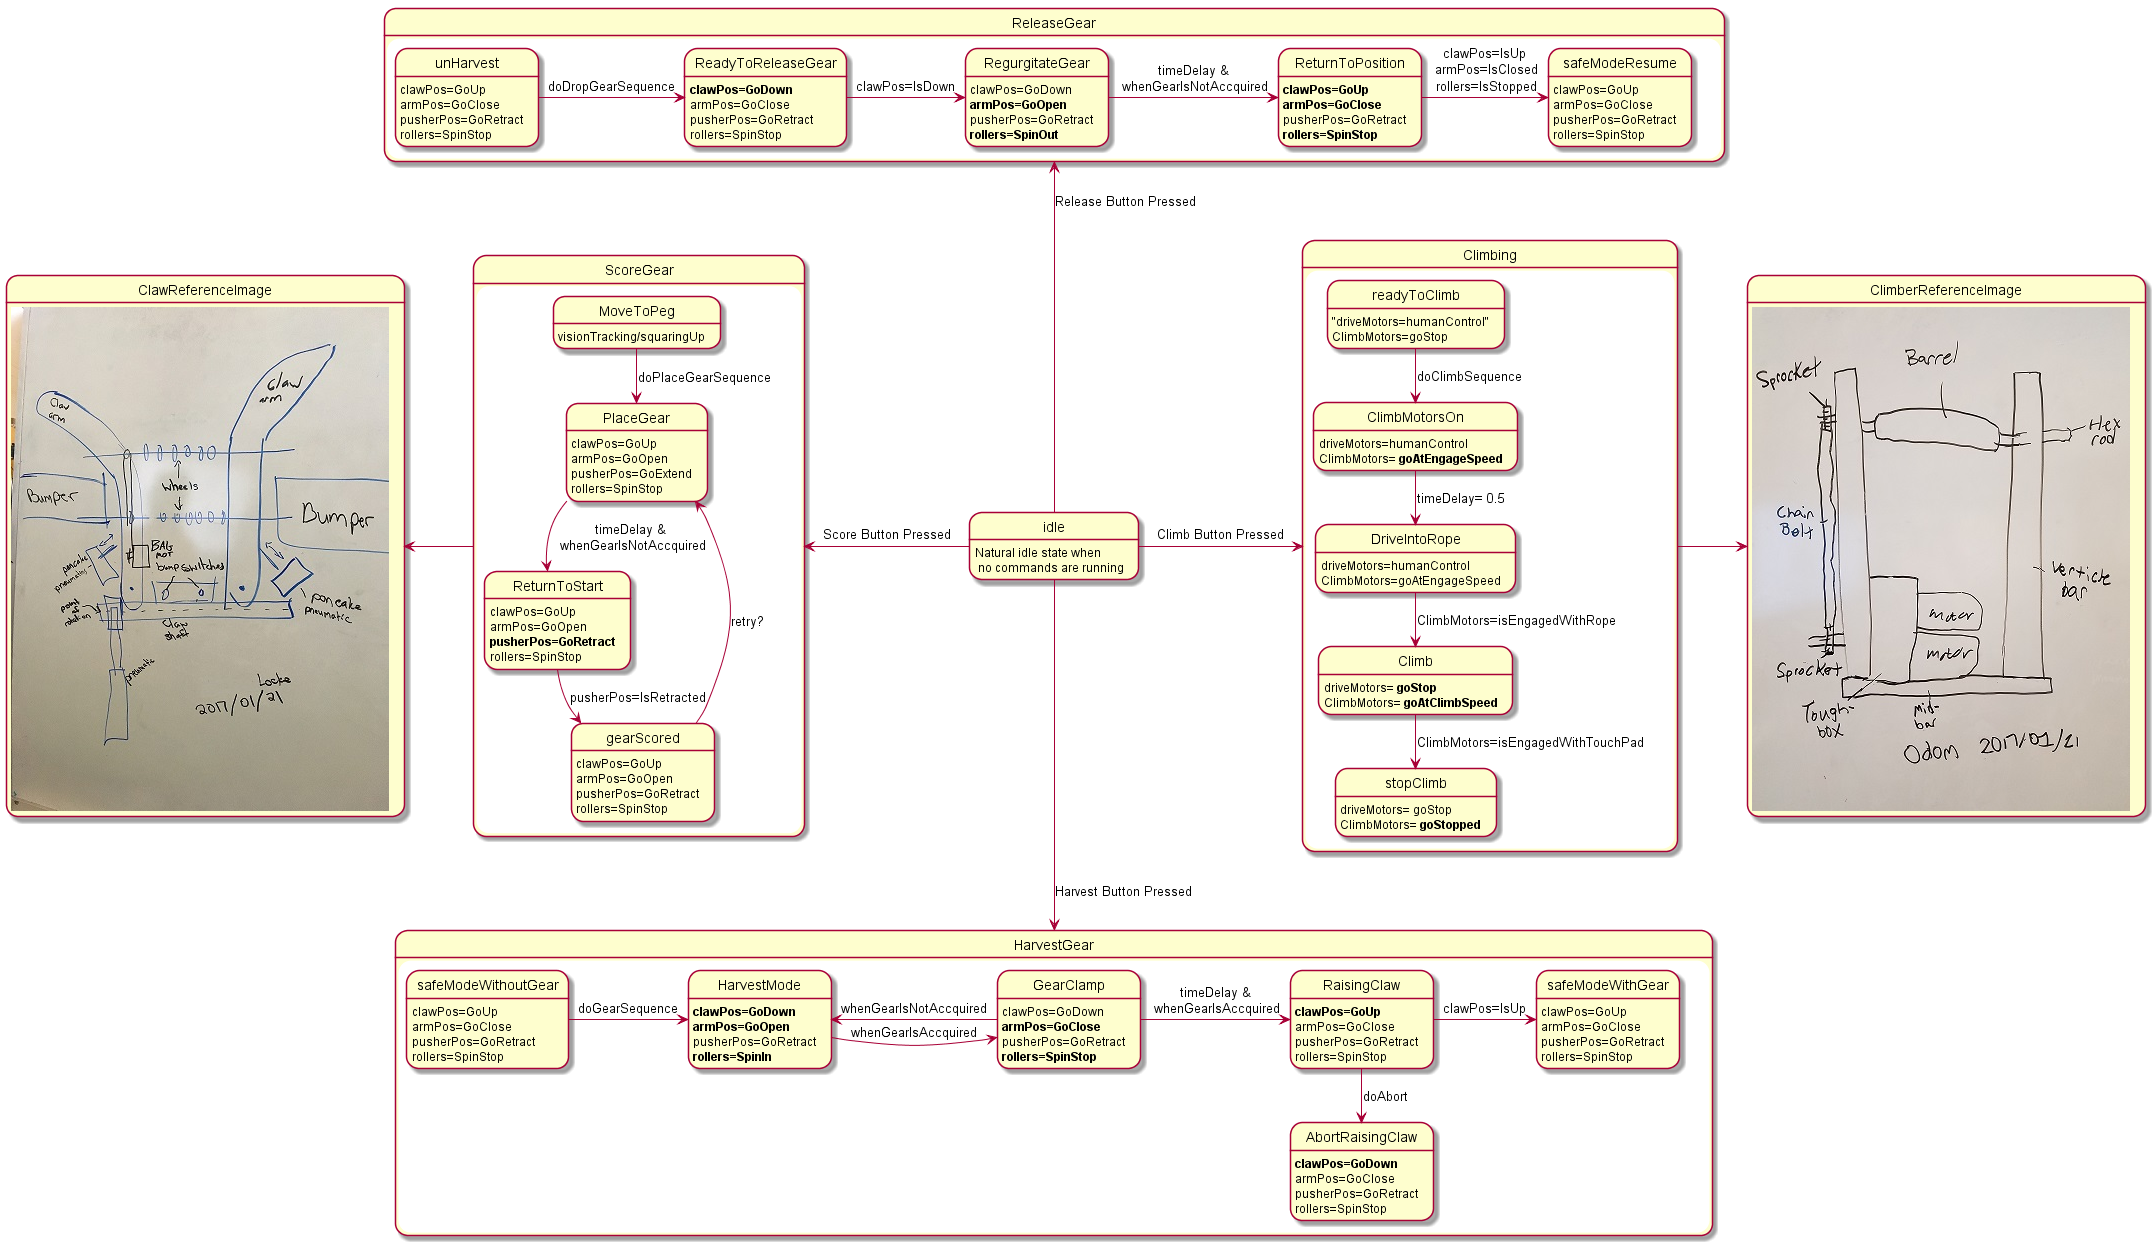 ReleaseGear
unHarvest
clawPos=GoUp
armPos=GoClose
pusherPos=GoRetract
rollers=SpinStop
doDropGearSequence
ReadyToReleaseGear
clawPos=GoDown
armPos=GoClose
pusherPos=GoRetract
rollers=SpinStop
clawPos=IsDown
RegurgitateGear
clawPos=GoDown
armPos=GoOpen
pusherPos=GoRetract
rollers=SpinOut
timeDelay &
whenGearIsNotAccquired
ReturnToPosition
clawPos=GoUp
armPos=GoClose
pusherPos=GoRetract
rollers=SpinStop
clawPos=IsUp
armPos=IsClosed
rollers=IsStopped
safeModeResume
clawPos=GoUp
armPos=GoClose
pusherPos=GoRetract
rollers=SpinStop
Release Button Pressed
ClawReferenceImage
Claw
arm
Claw
arm
Wheels
Bumper
Bumper
BAG
MOT
bump switches
pancake
pneumatic
pancake
pneumatic
point
of
rotation
Claw
shaft
pneumatic
Locke
2017/01/21
ScoreGear
MoveToPeg
visionTracking/squaringUp
doPlaceGearSequence
PlaceGear
clawPos=GoUp
armPos=GoOpen
pusherPos=GoExtend
rollers=SpinStop
timeDelay &
whenGearIsNotAccquired
ReturnToStart
clawPos=GoUp
armPos=GoOpen
pusherPos=GoRetract
rollers=SpinStop
retry?
pusherPos=IsRetracted
gearScored
clawPos=GoUp
armPos=GoOpen
pusherPos=GoRetract
rollers=SpinStop
Score Button Pressed
idle
Natural idle state when
no commands are running
Climb Button Pressed
Climbing
readyToClimb
"driveMotors=humanControl"
ClimbMotors=goStop
doClimbSequence
ClimbMotorsOn
driveMotors=humanControl
ClimbMotors= goAtEngageSpeed
timeDelay= 0.5
DriveIntoRope
driveMotors=humanControl
ClimbMotors=goAtEngageSpeed
ClimbMotors=isEngagedWithRope
Climb
driveMotors= goStop
ClimbMotors= goAtClimbSpeed
ClimbMotors=isEngagedWithTouchPad
stopClimb
driveMotors= goStop
ClimbMotors= goStopped
ClimberReferenceImage
Sprocket
Barrel
Hex
rod
Chain
Bolt
Verticle
bar
motor
motor
Sprocket
Tough-
box
Mid-
bar
Odom 2017/01/21
Harvest Button Pressed
HarvestGear
safeModeWithoutGear
clawPos=GoUp
armPos=GoClose
pusherPos=GoRetract
rollers=SpinStop
doGearSequence
HarvestMode
clawPos=GoDown
armPos=GoOpen
pusherPos=GoRetract
rollers=SpinIn
whenGearIsNotAccquired
whenGearIsAccquired
GearClamp
clawPos=GoDown
armPos=GoClose
pusherPos=GoRetract
rollers=SpinStop
timeDelay &
whenGearIsAccquired
RaisingClaw
clawPos=GoUp
armPos=GoClose
pusherPos=GoRetract
rollers=SpinStop
clawPos=IsUp
safeModeWithGear
clawPos=GoUp
armPos=GoClose
pusherPos=GoRetract
rollers=SpinStop
doAbort
AbortRaisingClaw
clawPos=GoDown
armPos=GoClose
pusherPos=GoRetract
rollers=SpinStop